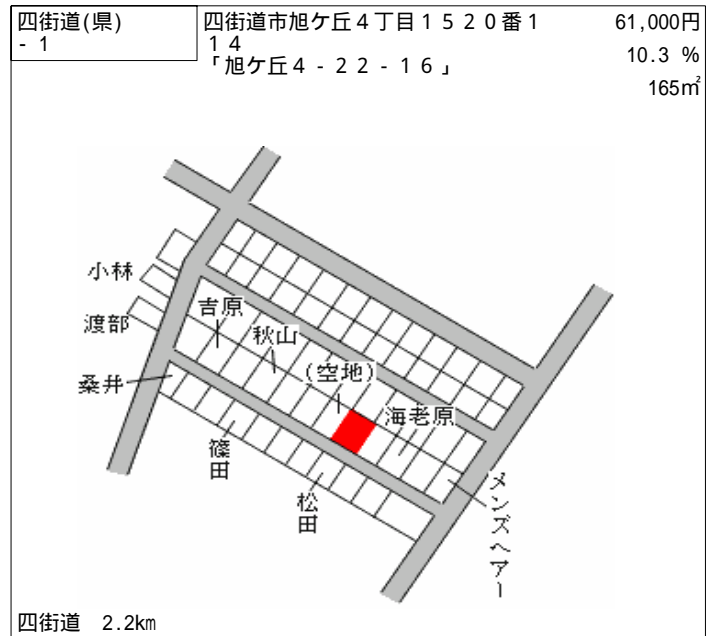 四街道(県)
- 1
四街道市旭ケ丘４丁目１５２０番１
１４
「旭ケ丘４－２２－１６」
61,000円
10.3 %
165㎡
小林
渡部
桑井
吉原
秋山
(空地)
海老原
篠田
松田
メンズヘアー
四街道 2.2km